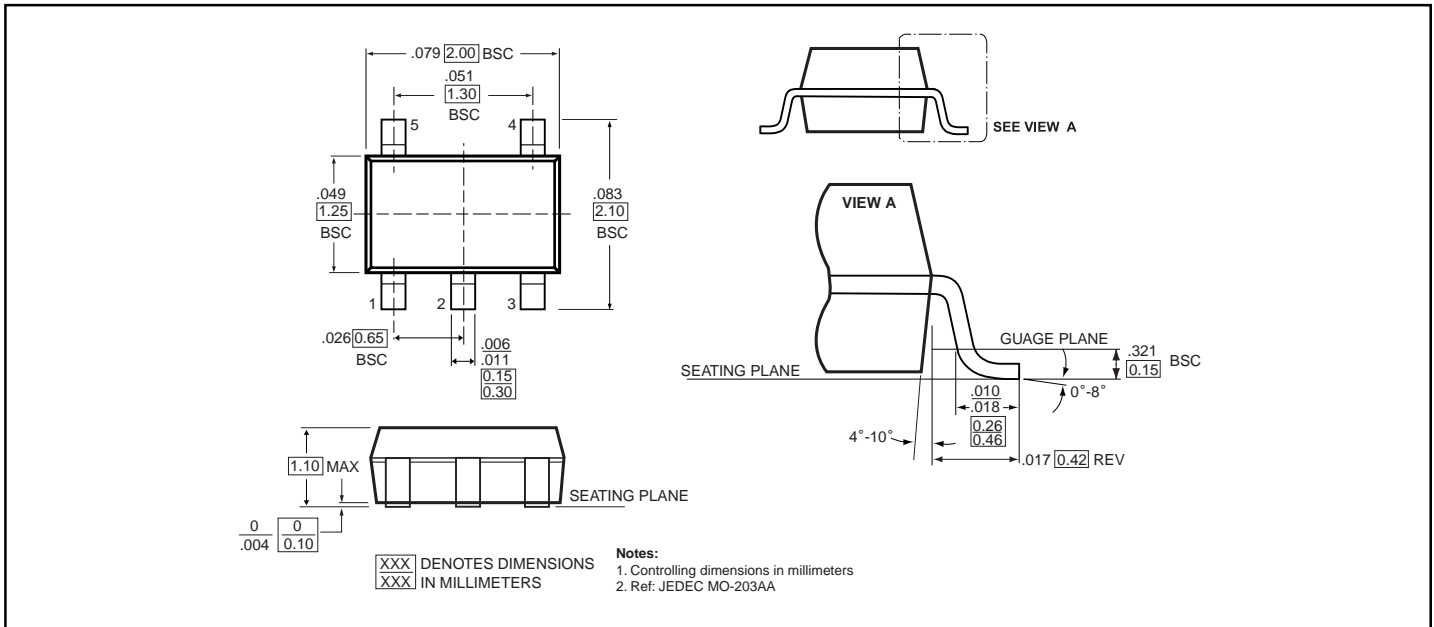 .079 2.00 BSC
.051
1.30
BSC
5
4
.049
1.25
BSC
.083
2.10
BSC
1
2
3
.026 0.65
BSC
.006
.011
0.15
0.30
SEE VIEW A
VIEW A
GUAGE PLANE
.321
0.15
BSC
SEATING PLANE
0°-8°
.010
.018
0.26
0.46
4°-10°
.017 0.42 REV
1.10 MAX
SEATING PLANE
0
.004
0
0.10
XXX DENOTES DIMENSIONS
XXX IN MILLIMETERS
Notes:
1. Controlling dimensions in millimeters
2. Ref: JEDEC MO-203AA